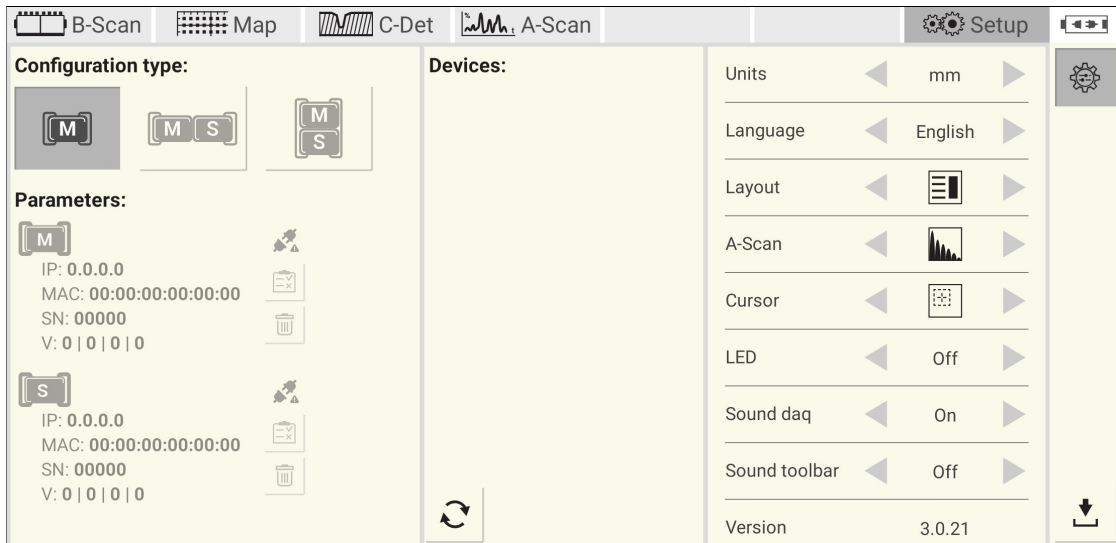 B-Scan Map C-Det A-Scan Setup
Configuration type:
M
M S
M
S
Parameters:
M
IP: 0.0.0.0
MAC: 00:00:00:00:00:00
SN: 00000
V: 0 | 0 | 0 | 0
S
IP: 0.0.0.0
MAC: 00:00:00:00:00:00
SN: 00000
V: 0 | 0 | 0 | 0
Devices:
Units mm
Language English
Layout
A-Scan
Cursor
LED Off
Sound daq On
Sound toolbar Off
Version 3.0.21